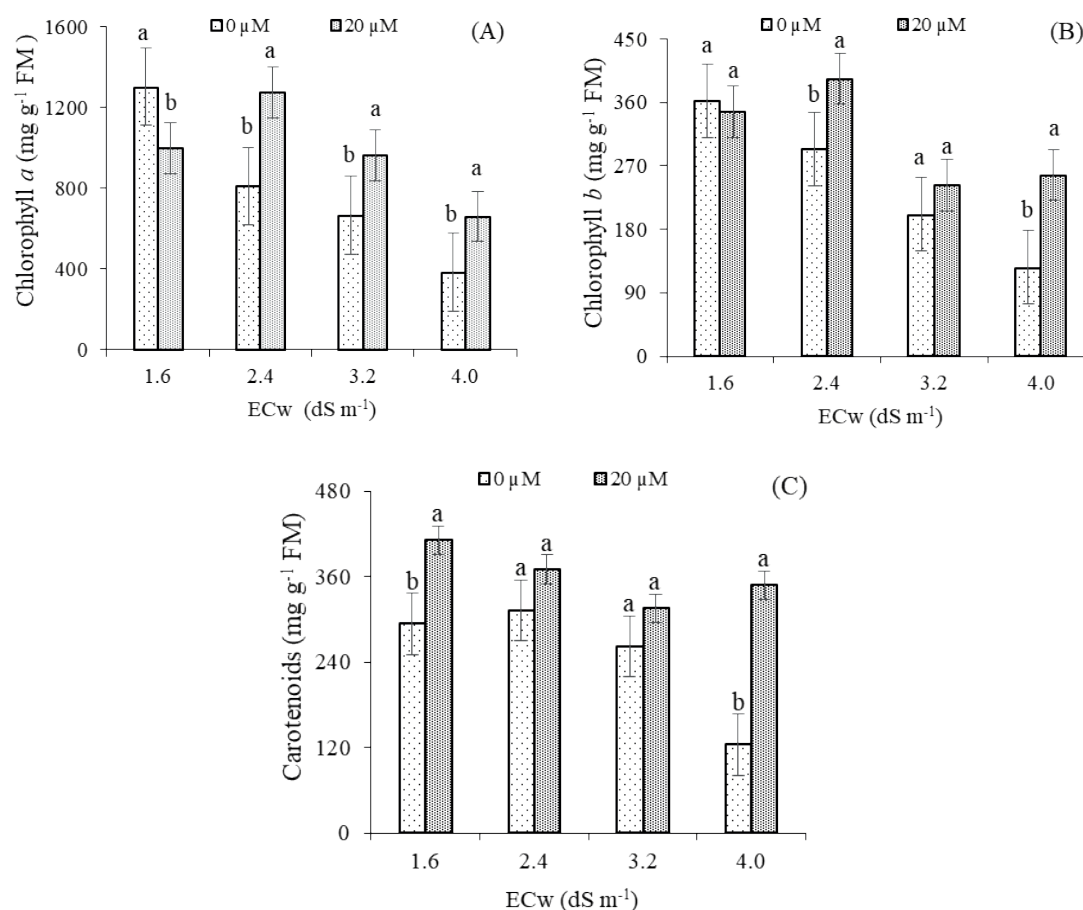 0 µM 20 µM (A)
Chlorophyll a (mg g⁻¹ FM )
1600
1200
800
400
0
a b b a b a b a
1.6 2.4 3.2 4.0
ECw (dS m⁻¹)
0 µM 20 µM (B)
Chlorophyll b (mg g⁻¹ FM)
450
360
270
180
90
0
a a b a a a b a
1.6 2.4 3.2 4.0
ECw (dS m⁻¹)
0 µM 20 µM (C)
Carotenoids (mg g⁻¹ FM)
480
360
240
120
0
b a a a a a b a
1.6 2.4 3.2 4.0
ECw (dS m⁻¹)